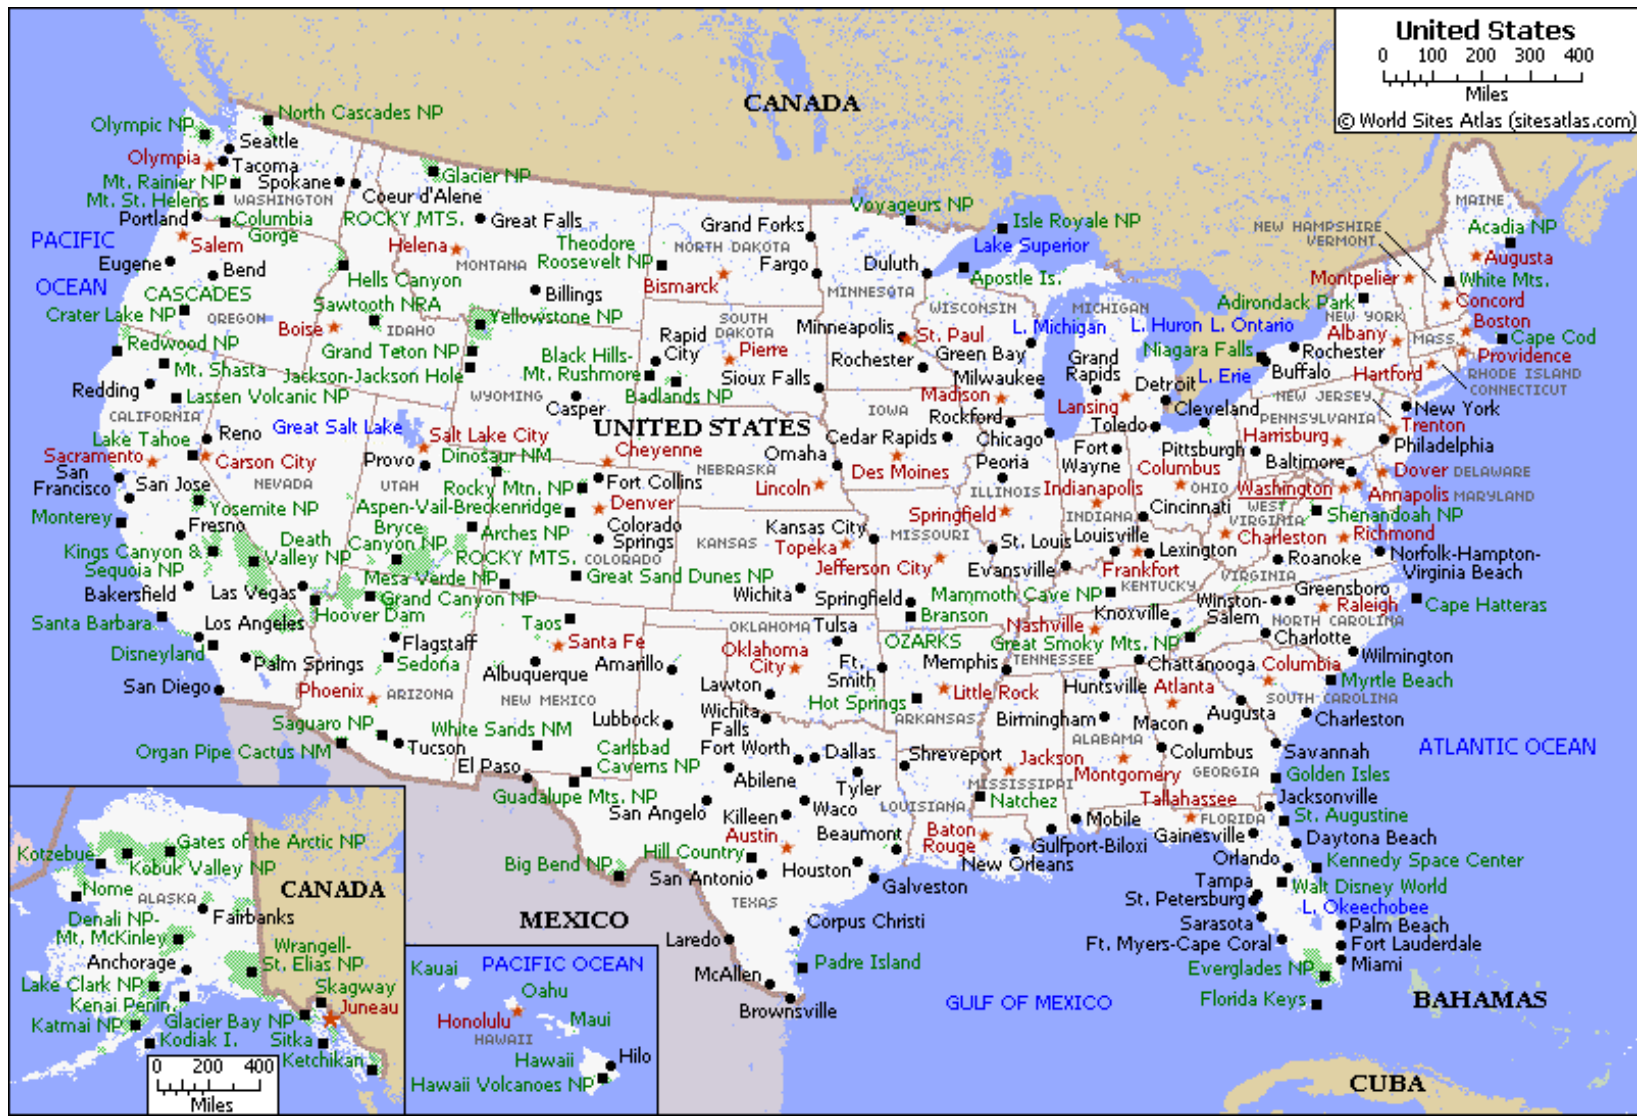 United States
0 100 200 300 400
Miles
© World Sites Atlas (sitesatlas.com)
CANADA
North Cascades NP
Olympic NP
Seattle
Olympia
Tacoma
Mt. Rainier NP
Spokane
Coeur d'Alene
Glacier NP
Mt. St. Helens
WASHINGTON
Portland
Columbia
Gorge
ROCKY MTS.
Great Falls
PACIFIC
OCEAN
Salem
Helena
MONTANA
Eugene
Bend
Hells Canyon
Billings
CASCADES
Sawtooth NRA
Crater Lake NP
OREGON
Boise
IDAHO
Yellowstone NP
Redwood NP
Grand Teton NP
Mt. Shasta
Jackson-Jackson Hole
Redding
Lassen Volcanic NP
WYOMING
Casper
CALIFORNIA
Great Salt Lake
UNITED STATES
Lake Tahoe
Reno
Salt Lake City
Sacramento
Carson City
Provo
Dinosaur NM
Cheyenne
San
Francisco
San Jose
NEVADA
UTAH
Rocky Mtn. NP
Fort Collins
Yosemite NP
Aspen-Vail-Breckenridge
Denver
Monterey
Fresno
Bryce
Canyon NP
Arches NP
Colorado
Springs
Kings Canyon &
Sequoia NP
Death
Valley NP
ROCKY MTS.
COLORADO
Bakersfield
Las Vegas
Mesa Verde NP
Great Sand Dunes NP
Grand Canyon NP
Santa Barbara
Los Angeles
Hoover Dam
Taos
Disneyland
Flagstaff
Santa Fe
Palm Springs
Sedona
Albuquerque
San Diego
Phoenix
ARIZONA
NEW MEXICO
Saguaro NP
White Sands NM
Organ Pipe Cactus NM
Tucson
El Paso
Carlsbad
Caverns NP
Guadalupe Mts. NP
Grand Forks
NORTH DAKOTA
Theodore
Roosevelt NP
Fargo
Bismarck
SOUTH
DAKOTA
Rapid
City
Pierre
Black Hills-
Mt. Rushmore
Sioux Falls
Badlands NP
NEBRASKA
Omaha
Lincoln
Kansas City
Topeka
KANSAS
Wichita
OKLAHOMA
Tulsa
Oklahoma
City
Amarillo
Lawton
Ft.
Smith
Lubbock
Wichita
Falls
Fort Worth
Dallas
Abilene
Tyler
San Angelo
Waco
Killeen
Austin
Beaumont
Hill Country
Big Bend NP
San Antonio
Houston
Galveston
TEXAS
Corpus Christi
Laredo
Padre Island
McAllen
Brownsville
MEXICO
Voyageurs NP
Isle Royale NP
Lake Superior
Duluth
Apostle Is.
MINNESOTA
WISCONSIN
MICHIGAN
Minneapolis
St. Paul
L. Michigan
L. Huron
L. Ontario
Rochester
Green Bay
Grand
Rapids
Milwaukee
Madison
Lansing
Detroit
L. Erie
IOWA
Rockford
Cedar Rapids
Chicago
Toledo
Cleveland
Des Moines
Peoria
Fort
Wayne
Pittsburgh
ILLINOIS
Indianapolis
Columbus
OHIO
Springfield
INDIANA
Cincinnati
MISSOURI
St. Louis
Louisville
Lexington
Jefferson City
Evansville
Frankfort
KENTUCKY
Springfield
Branson
Mammoth Cave NP
Knoxville
OZARKS
Nashville
Great Smoky Mts. NP
Memphis
TENNESSEE
Chattanooga
Little Rock
Huntsville
Hot Springs
ARKANSAS
Birmingham
Atlanta
ALABAMA
Macon
Augusta
Shreveport
Jackson
MISSISSIPPI
Montgomery
Columbus
GEORGIA
LOUISIANA
Natchez
Tallahassee
Baton
Rouge
Mobile
Gulfport-Biloxi
New Orleans
NEW HAMPSHIRE
VERMONT
MAINE
Acadia NP
Montpelier
Augusta
White Mts.
Adirondack Park
Concord
NEW YORK
Boston
Albany
MASS.
Cape Cod
Niagara Falls
Rochester
Buffalo
Hartford
Providence
RHODE ISLAND
CONNECTICUT
NEW JERSEY
PENNSYLVANIA
New York
Harrisburg
Trenton
Philadelphia
Baltimore
Dover
DELAWARE
Washington
Annapolis
MARYLAND
WEST
VIRGINIA
Shenandoah NP
Charleston
Richmond
Roanoke
Norfolk-Hampton-
Virginia Beach
VIRGINIA
Greensboro
Winston-
Salem
Raleigh
Cape Hatteras
NORTH CAROLINA
Charlotte
Wilmington
Columbia
Myrtle Beach
SOUTH CAROLINA
Charleston
Savannah
ATLANTIC OCEAN
Golden Isles
Jacksonville
FLORIDA
St. Augustine
Gainesville
Daytona Beach
Orlando
Kennedy Space Center
Tampa
Walt Disney World
St. Petersburg
L. Okeechobee
Sarasota
Palm Beach
Ft. Myers-Cape Coral
Fort Lauderdale
Miami
Everglades NP
Florida Keys
GULF OF MEXICO
BAHAMAS
CUBA
Gates of the Arctic NP
Kotzebue
Kobuk Valley NP
CANADA
Nome
ALASKA
Fairbanks
Denali NP-
Mt. McKinley
Wrangell-
St. Elias NP
Anchorage
Lake Clark NP
Skagway
Kenai Penin.
Juneau
Katmai NP
Glacier Bay NP
Kodiak I.
Sitka
Ketchikan
0 200 400
Miles
Kauai
PACIFIC OCEAN
Oahu
Honolulu
Maui
HAWAII
Hawaii
Hilo
Hawaii Volcanoes NP